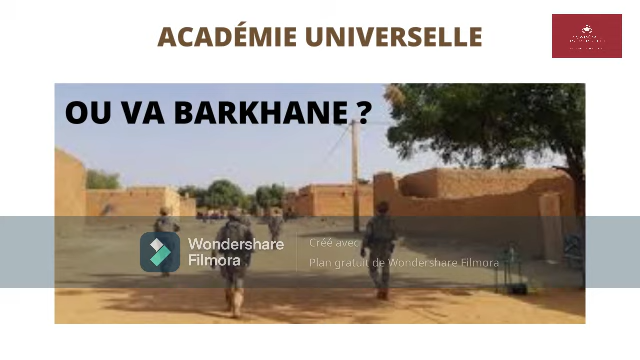 ACADÉMIE UNIVERSELLE
OU VA BARKHANE ?
Wondershare
Filmora
Créé avec
Plan gratuit de Wondershare Filmora